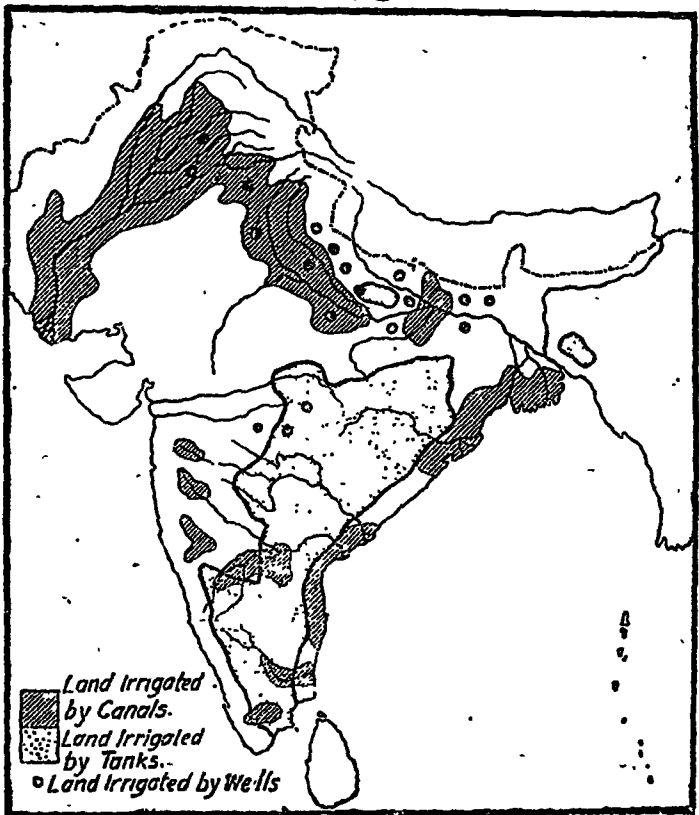 Land Irrigated
by Canals.
Land Irrigated
by Tanks.
Land Irrigated by Wells